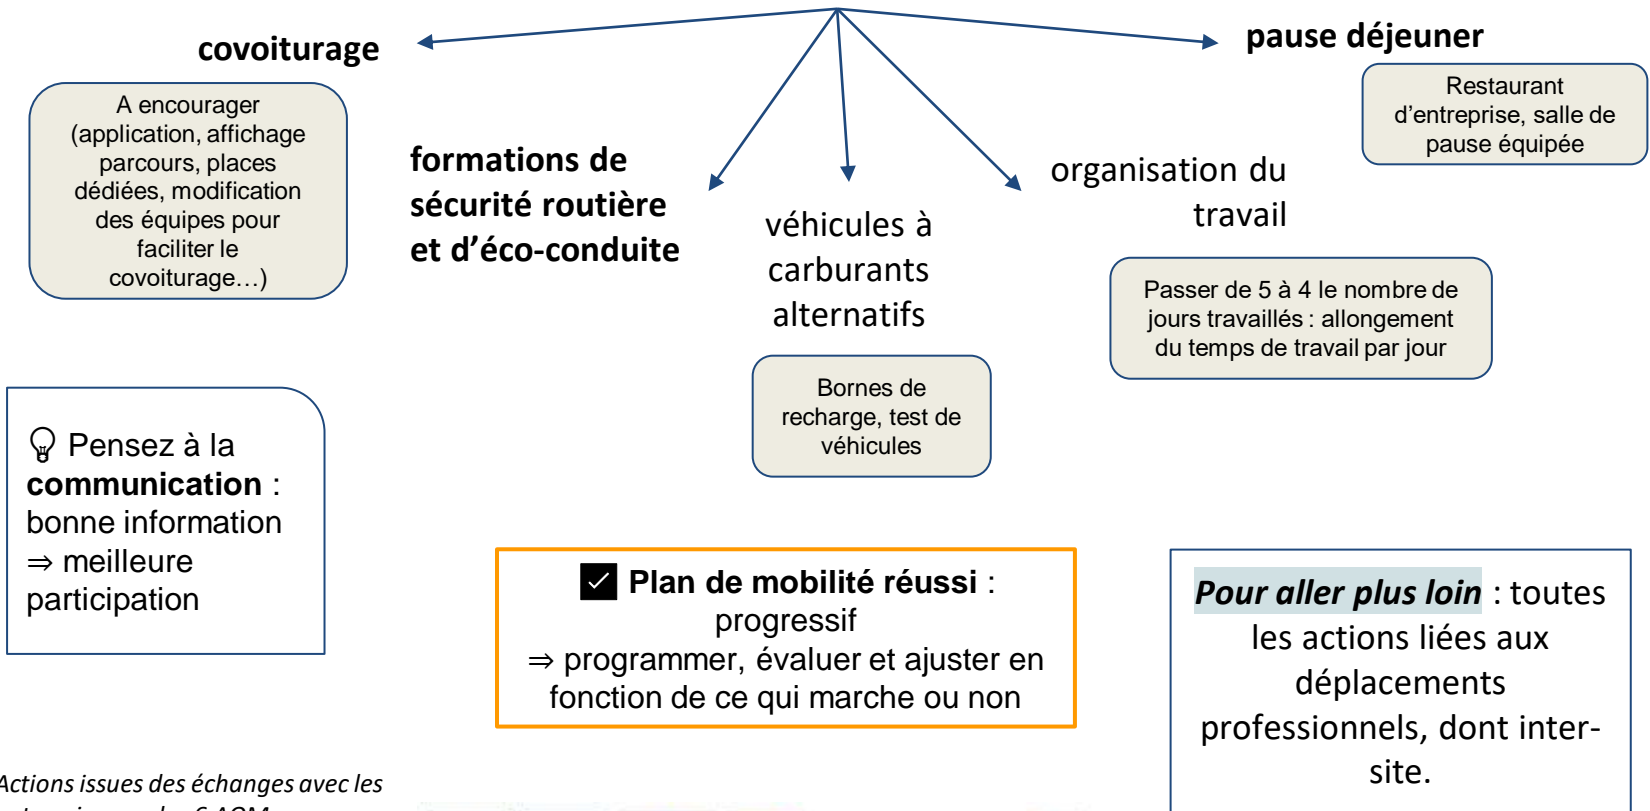 covoiturage
A encourager
(application, affichage
parcours, places
dédiées, modification
des équipes pour
faciliter le
covoiturage…)
formations de
sécurité routière
et d’éco-conduite
véhicules à
carburants
alternatifs
Bornes de
recharge, test de
véhicules
organisation du
travail
Passer de 5 à 4 le nombre de
jours travaillés : allongement
du temps de travail par jour
pause déjeuner
Restaurant
d’entreprise, salle de
pause équipée
Pensez à la
communication :
bonne information
⇒ meilleure
participation
Plan de mobilité réussi :
progressif
⇒ programmer, évaluer et ajuster en
fonction de ce qui marche ou non
Pour aller plus loin : toutes
les actions liées aux
déplacements
professionnels, dont inter-
site.
Actions issues des échanges avec les